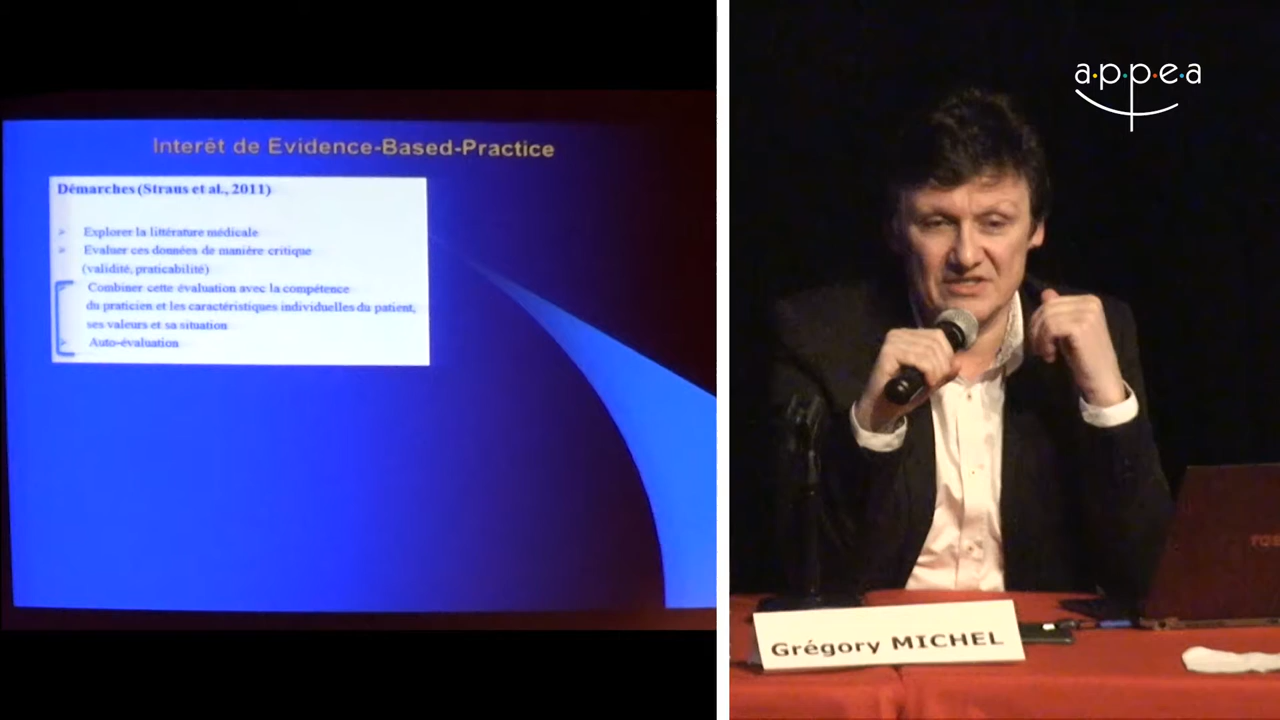 Interêt de Evidence-Based-Practice
Démarches (Straus et al., 2011)
Explorer la littérature médicale
Evaluer ces données de manière critique
(validité, praticabilité)
Combiner cette évaluation avec la compétence
du praticien et les caractéristiques individuelles du patient,
ses valeurs et sa situation
Auto-évaluation
a·p·p·e·a
Grégory MICHEL